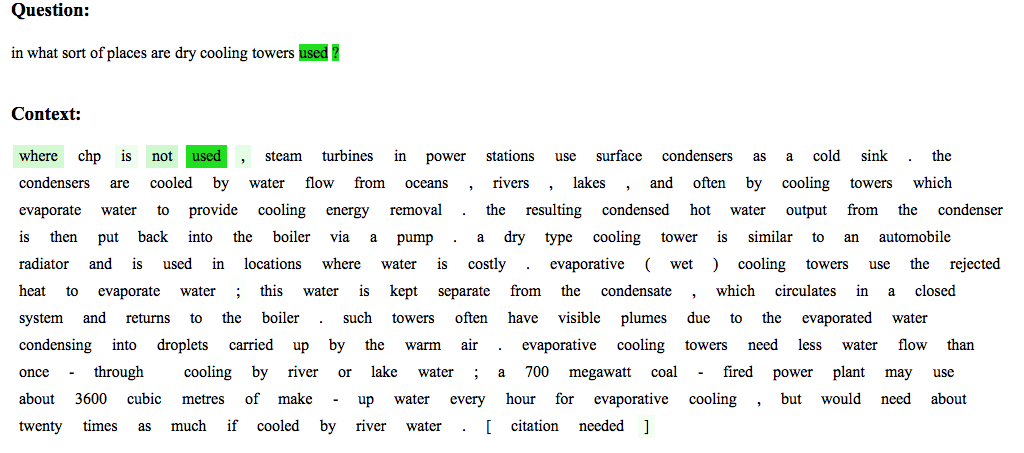 Question:
in what sort of places are dry cooling towers used ?
Context:
where chp is not used , steam turbines in power stations use surface condensers as a cold sink . the
condensers are cooled by water flow from oceans , rivers , lakes , and often by cooling towers which
evaporate water to provide cooling energy removal . the resulting condensed hot water output from the condenser
is then put back into the boiler via a pump . a dry type cooling tower is similar to an automobile
radiator and is used in locations where water is costly . evaporative ( wet ) cooling towers use the rejected
heat to evaporate water ; this water is kept separate from the condensate , which circulates in a closed
system and returns to the boiler . such towers often have visible plumes due to the evaporated water
condensing into droplets carried up by the warm air . evaporative cooling towers need less water flow than
once - through cooling by river or lake water ; a 700 megawatt coal - fired power plant may use
about 3600 cubic metres of make - up water every hour for evaporative cooling , but would need about
twenty times as much if cooled by river water . [ citation needed ]